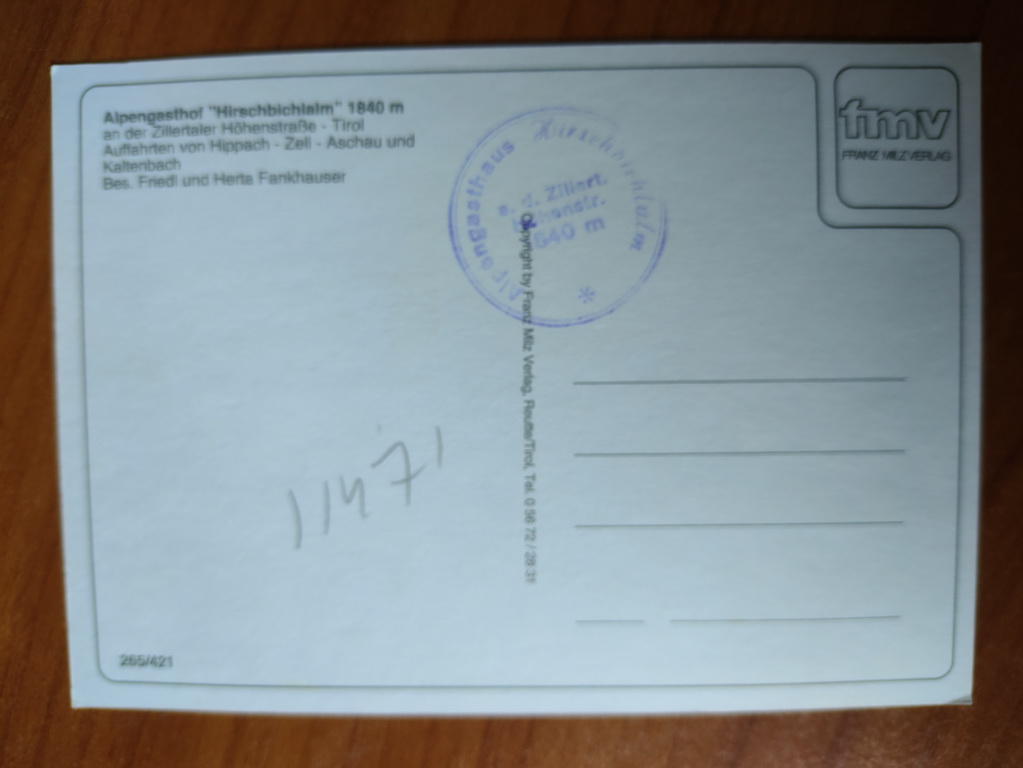 Alpengasthof "Hirschbichlalm" 1840 m
an der Zillertaler Höhenstraße - Tirol
Auffahrten von Hippach - Zell - Aschau und
Kaltenbach
Bes. Friedl und Herta Fankhauser
fmv
FRANZ MILZ VERLAG
Alpengasthaus Hirschbichlalm
a. d. Zillert.
Höhenstr.
1840 m
*
Copyright by Franz Milz Verlag, Reutte/Tirol, Tel. 0 56 72 / 28 31
11471
265/421